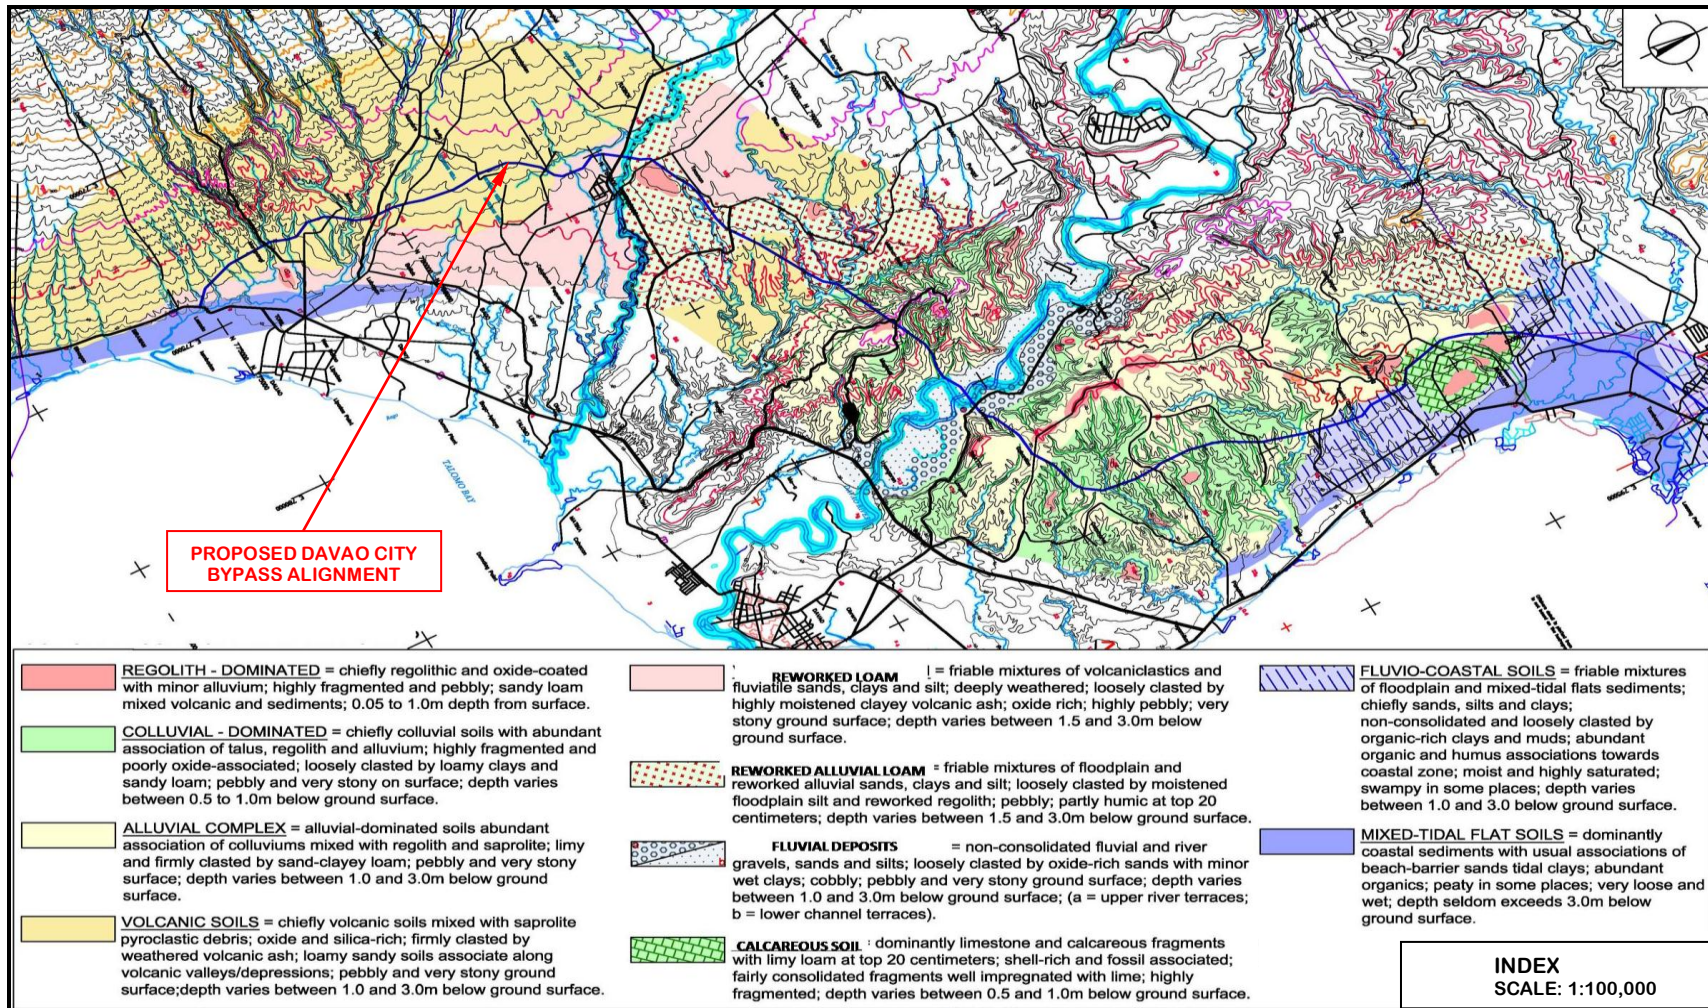 TALOMO BAY
PROPOSED DAVAO CITY
BYPASS ALIGNMENT
REGOLITH - DOMINATED = chiefly regolithic and oxide-coated
with minor alluvium; highly fragmented and pebbly; sandy loam
mixed volcanic and sediments; 0.05 to 1.0m depth from surface.
COLLUVIAL - DOMINATED = chiefly colluvial soils with abundant
association of talus, regolith and alluvium; highly fragmented and
poorly oxide-associated; loosely clasted by loamy clays and
sandy loam; pebbly and very stony on surface; depth varies
between 0.5 to 1.0m below ground surface.
ALLUVIAL COMPLEX = alluvial-dominated soils abundant
association of colluviums mixed with regolith and saprolite; limy
and firmly clasted by sand-clayey loam; pebbly and very stony
surface; depth varies between 1.0 and 3.0m below ground
surface.
VOLCANIC SOILS = chiefly volcanic soils mixed with saprolite
pyroclastic debris; oxide and silica-rich; firmly clasted by
weathered volcanic ash; loamy sandy soils associate along
volcanic valleys/depressions; pebbly and very stony ground
surface;depth varies between 1.0 and 3.0m below ground surface.
REWORKED LOAM = friable mixtures of volcaniclastics and
fluviatile sands, clays and silt; deeply weathered; loosely clasted by
highly moistened clayey volcanic ash; oxide rich; highly pebbly; very
stony ground surface; depth varies between 1.5 and 3.0m below
ground surface.
REWORKED ALLUVIAL LOAM = friable mixtures of floodplain and
reworked alluvial sands, clays and silt; loosely clasted by moistened
floodplain silt and reworked regolith; pebbly; partly humic at top 20
centimeters; depth varies between 1.5 and 3.0m below ground surface.
FLUVIAL DEPOSITS = non-consolidated fluvial and river
gravels, sands and silts; loosely clasted by oxide-rich sands with minor
wet clays; cobbly; pebbly and very stony ground surface; depth varies
between 1.0 and 3.0m below ground surface; (a = upper river terraces;
b = lower channel terraces).
CALCAREOUS SOIL : dominantly limestone and calcareous fragments
with limy loam at top 20 centimeters; shell-rich and fossil associated;
fairly consolidated fragments well impregnated with lime; highly
fragmented; depth varies between 0.5 and 1.0m below ground surface.
FLUVIO-COASTAL SOILS = friable mixtures
of floodplain and mixed-tidal flats sediments;
chiefly sands, silts and clays;
non-consolidated and loosely clasted by
organic-rich clays and muds; abundant
organic and humus associations towards
coastal zone; moist and highly saturated;
swampy in some places; depth varies
between 1.0 and 3.0 below ground surface.
MIXED-TIDAL FLAT SOILS = dominantly
coastal sediments with usual associations of
beach-barrier sands tidal clays; abundant
organics; peaty in some places; very loose and
wet; depth seldom exceeds 3.0m below
ground surface.
INDEX
SCALE: 1:100,000